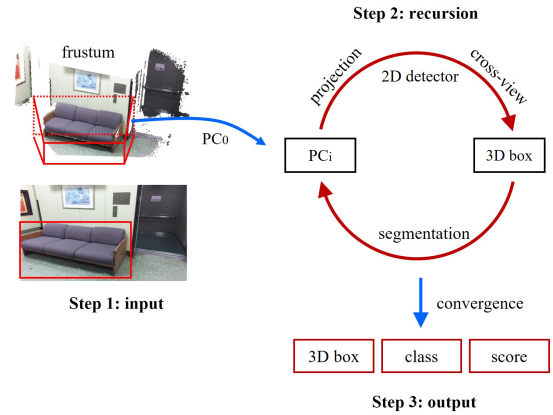 Step 2: recursion
frustum
projection
2D detector
cross-view
PC0
PCi
3D box
segmentation
Step 1: input
convergence
3D box
class
score
Step 3: output